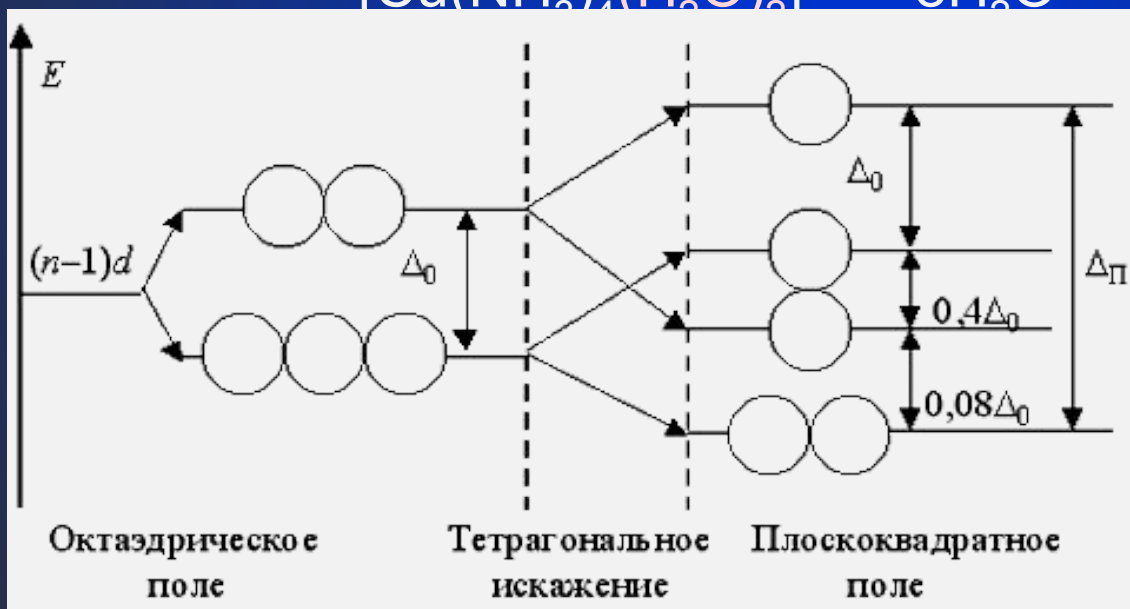 E
(n–1)d
Δ₀
Δ₀
0,4Δ₀
0,08Δ₀
Δп
Октаэдрическое
поле
Тетрагональное
искажение
Плоскоквадратное
поле